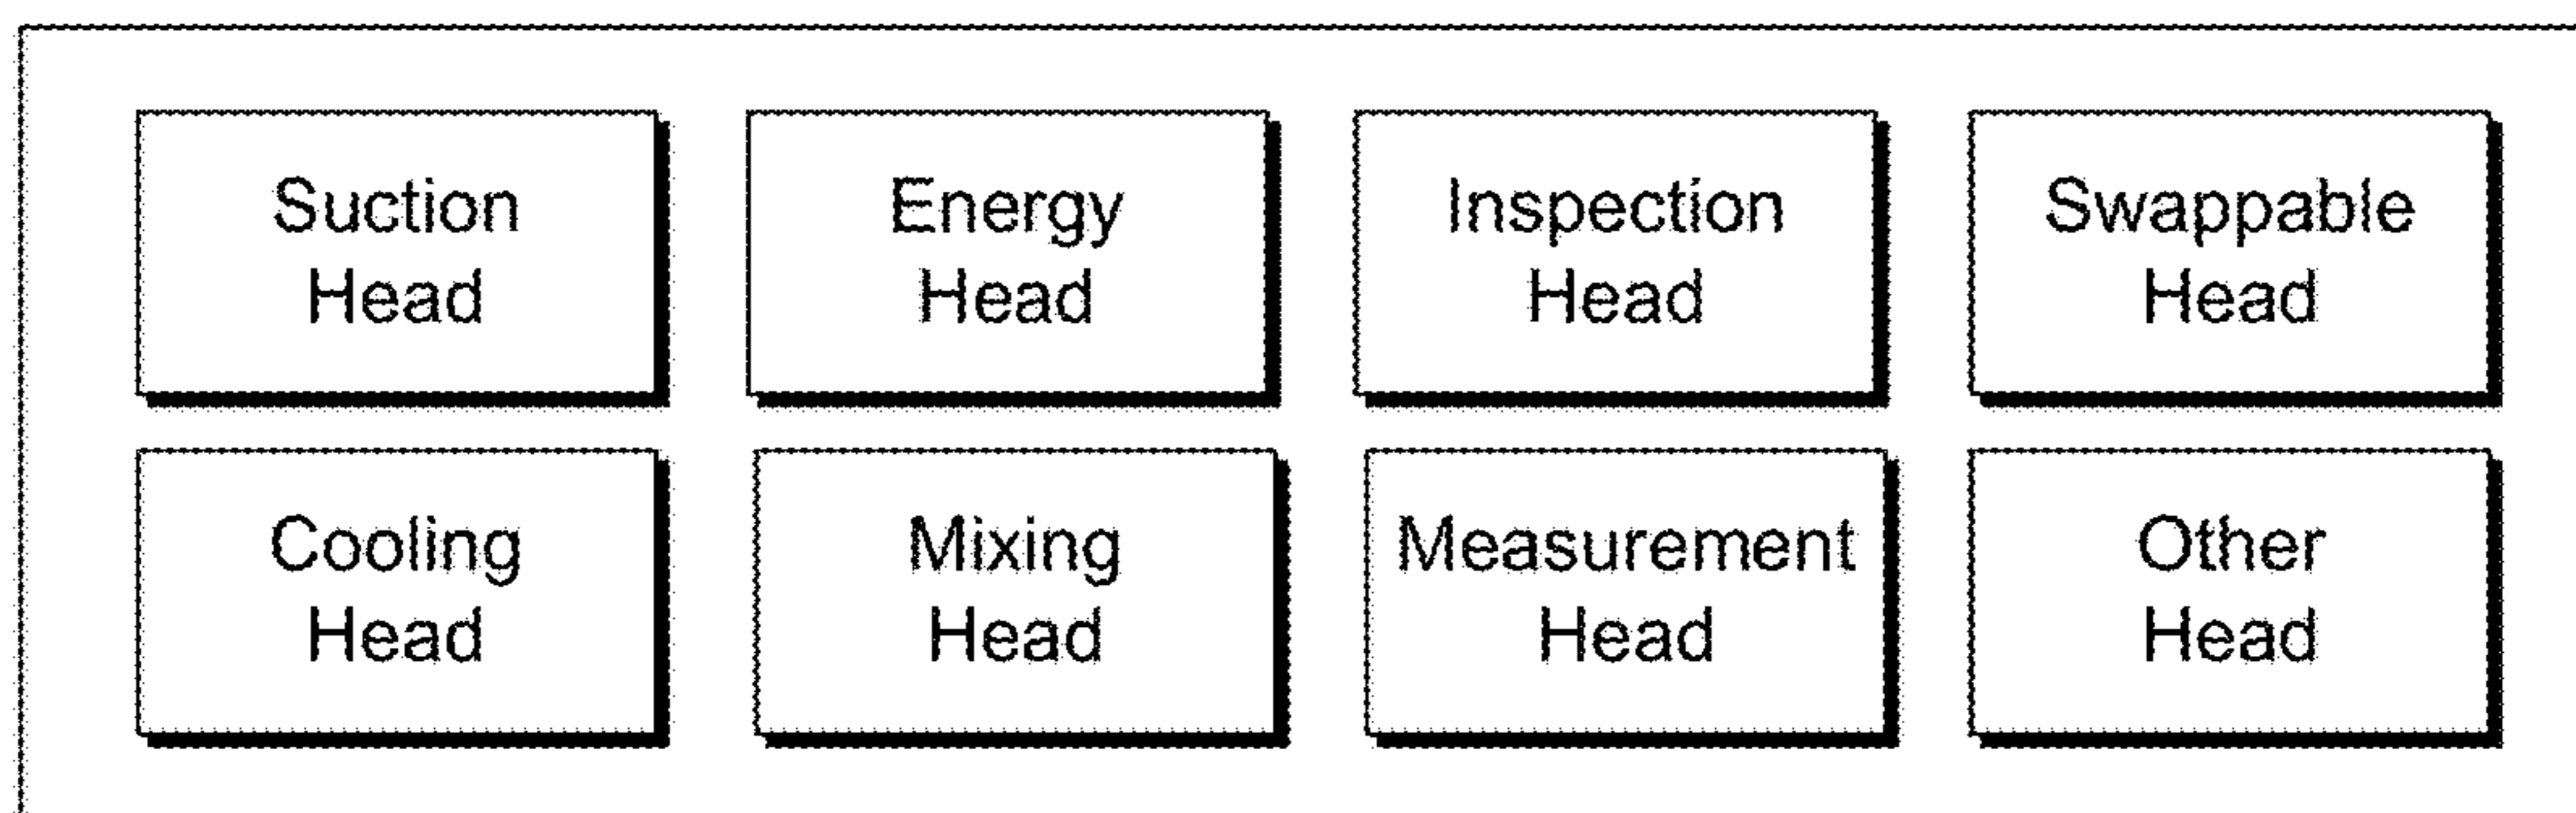 Suction
Head
Energy
Head
Inspection
Head
Swappable
Head
Cooling
Head
Mixing
Head
Measurement
Head
Other
Head